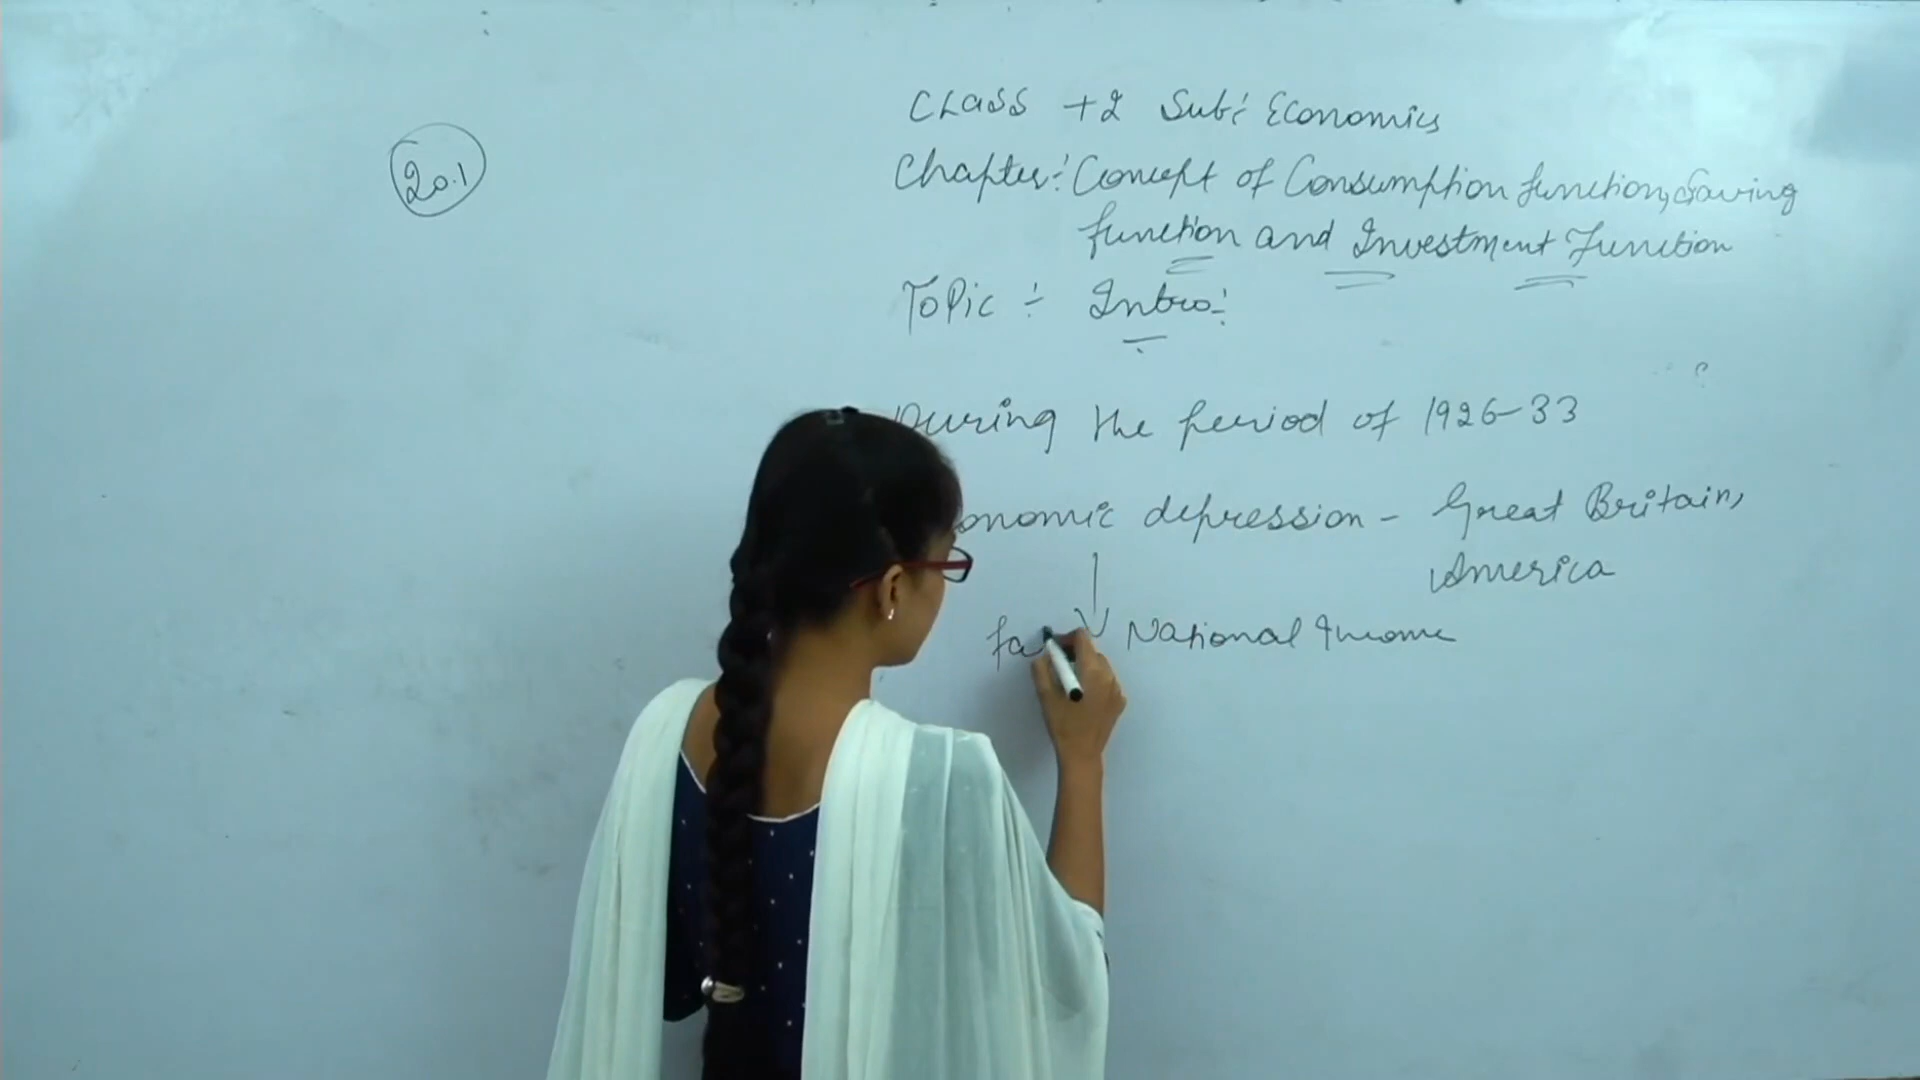 20.1
Class +2 Sub: Economics
Chapter: Concept of Consumption function, Saving
function and Investment Function
Topic : Intro:
During the period of 1926-33
onomic depression - Great Britain,
America
fa National Income